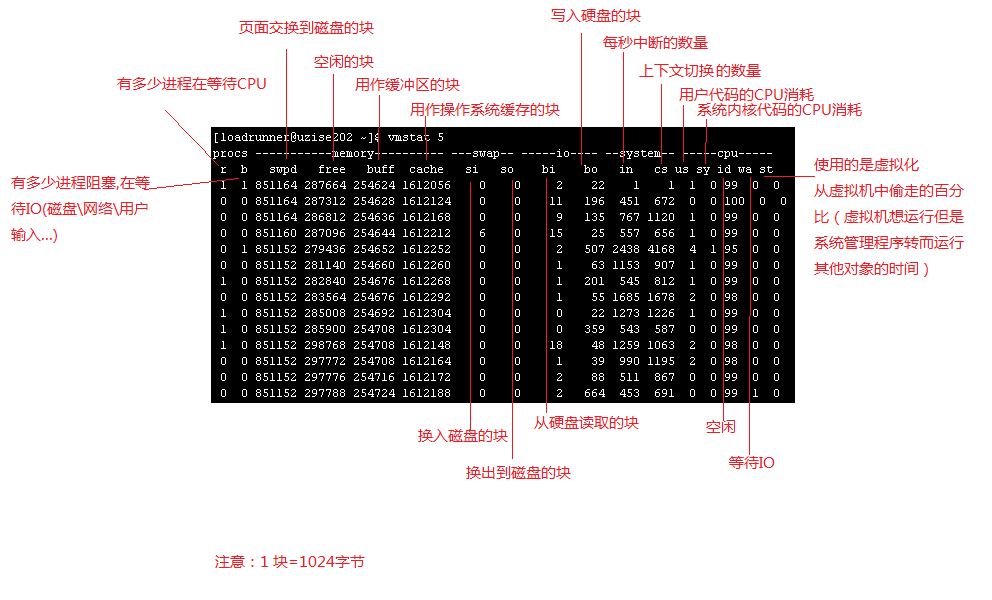 写入硬盘的块
页面交换到磁盘的块
每秒中断的数量
空闲的块
上下文切换的数量
有多少进程在等待CPU
用作缓冲区的块
用户代码的CPU消耗
用作操作系统缓存的块
系统内核代码的CPU消耗
[loadrunner@uzise202 ~]$ vmstat 5
procs -----------memory---------- ---swap-- -----io---- --system-- -----cpu------
r b swpd free buff cache si so bi bo in cs us sy id wa st
0 1 851164 287664 254624 1612056 0 0 2 22 1 1 1 0 99 0 0
0 0 851164 287312 254628 1612124 0 0 11 196 451 672 0 0 100 0 0
0 0 851164 286812 254636 1612168 0 0 9 135 767 1120 1 0 99 0 0
0 0 851160 287096 254644 1612212 6 0 15 25 557 656 1 0 99 0 0
0 1 851152 279436 254652 1612252 0 0 2 507 2438 4168 4 1 95 0 0
0 0 851152 281140 254660 1612260 0 0 1 63 1153 907 1 0 99 0 0
1 0 851152 282840 254676 1612268 0 0 1 201 545 812 1 0 99 0 0
0 0 851152 283564 254676 1612292 0 0 1 55 1685 1678 2 0 98 0 0
1 0 851152 285008 254692 1612304 0 0 0 22 1273 1226 1 0 99 0 0
1 0 851152 285900 254708 1612304 0 0 0 359 543 587 0 0 99 0 0
1 0 851152 298768 254708 1612148 0 0 18 48 1259 1063 2 0 98 0 0
0 0 851152 297772 254708 1612164 0 0 1 39 990 1195 2 0 98 0 0
0 0 851152 297776 254716 1612172 0 0 2 88 511 867 0 0 99 0 0
0 0 851152 297788 254724 1612188 0 0 2 664 453 691 0 0 99 1 0
有多少进程阻塞,在等
待IO(磁盘\网络\用户
输入...)
使用的是虚拟化
从虚拟机中偷走的百分
比（虚拟机想运行但是
系统管理程序转而运行
其他对象的时间）
从硬盘读取的块
空闲
换入磁盘的块
等待IO
换出到磁盘的块
注意：1 块=1024字节